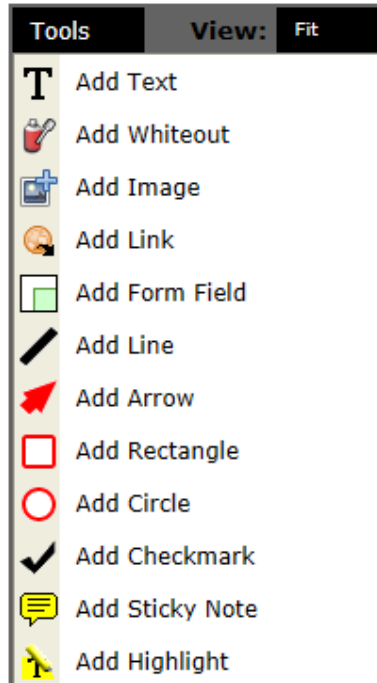 Tools View: Fit
Add Text
Add Whiteout
Add Image
Add Link
Add Form Field
Add Line
Add Arrow
Add Rectangle
Add Circle
Add Checkmark
Add Sticky Note
Add Highlight